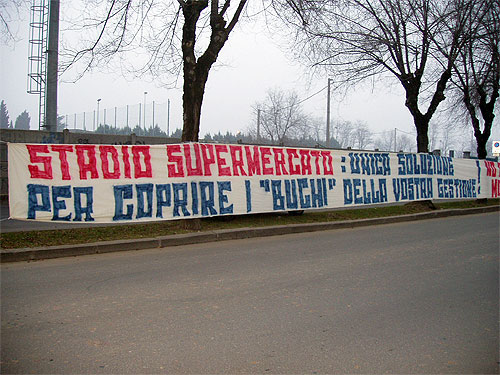 STADIO SUPERMERCATO : UNICA SOLUZIONE
PER COPRIRE I "BUCHI" DELLA VOSTRA GESTIONE!